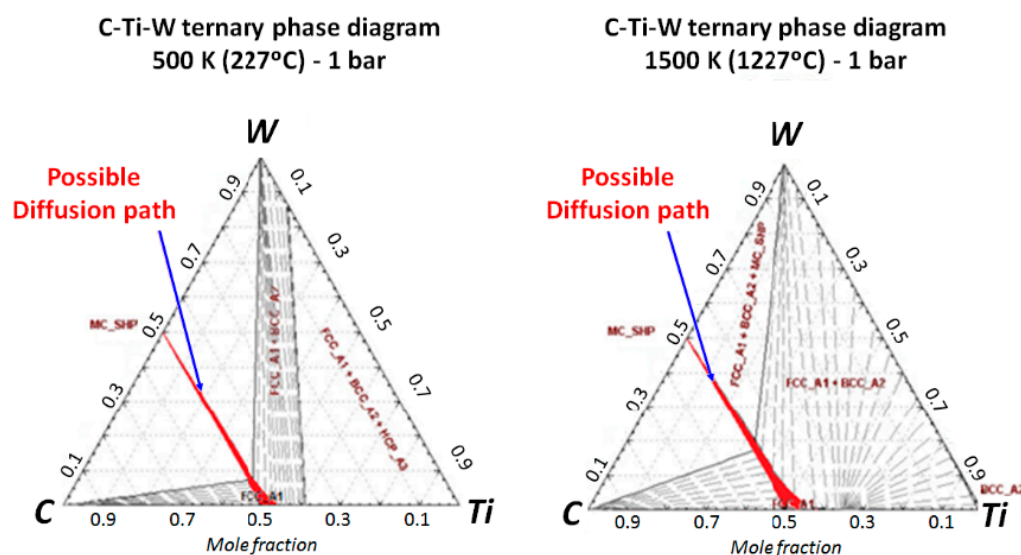 C-Ti-W ternary phase diagram
500 K (227ºC) - 1 bar
W
Possible
Diffusion path
0.9
0.1
0.7
0.3
MC_SHP
0.5
0.5
FCC_A1 + BCC_A2
FCC_A1 + BCC_A2 + HCP_A3
0.3
0.7
0.1
0.9
FCC_A1
C
Ti
0.9
0.7
0.5
0.3
0.1
Mole fraction
C-Ti-W ternary phase diagram
1500 K (1227ºC) - 1 bar
W
Possible
Diffusion path
0.9
0.1
0.7
0.3
FCC_A1 + BCC_A2 + MC_SHP
MC_SHP
0.5
0.5
FCC_A1 + BCC_A2
0.3
0.7
0.1
0.9
BCC_A2
FCC_A1
C
Ti
0.9
0.7
0.5
0.3
0.1
Mole fraction